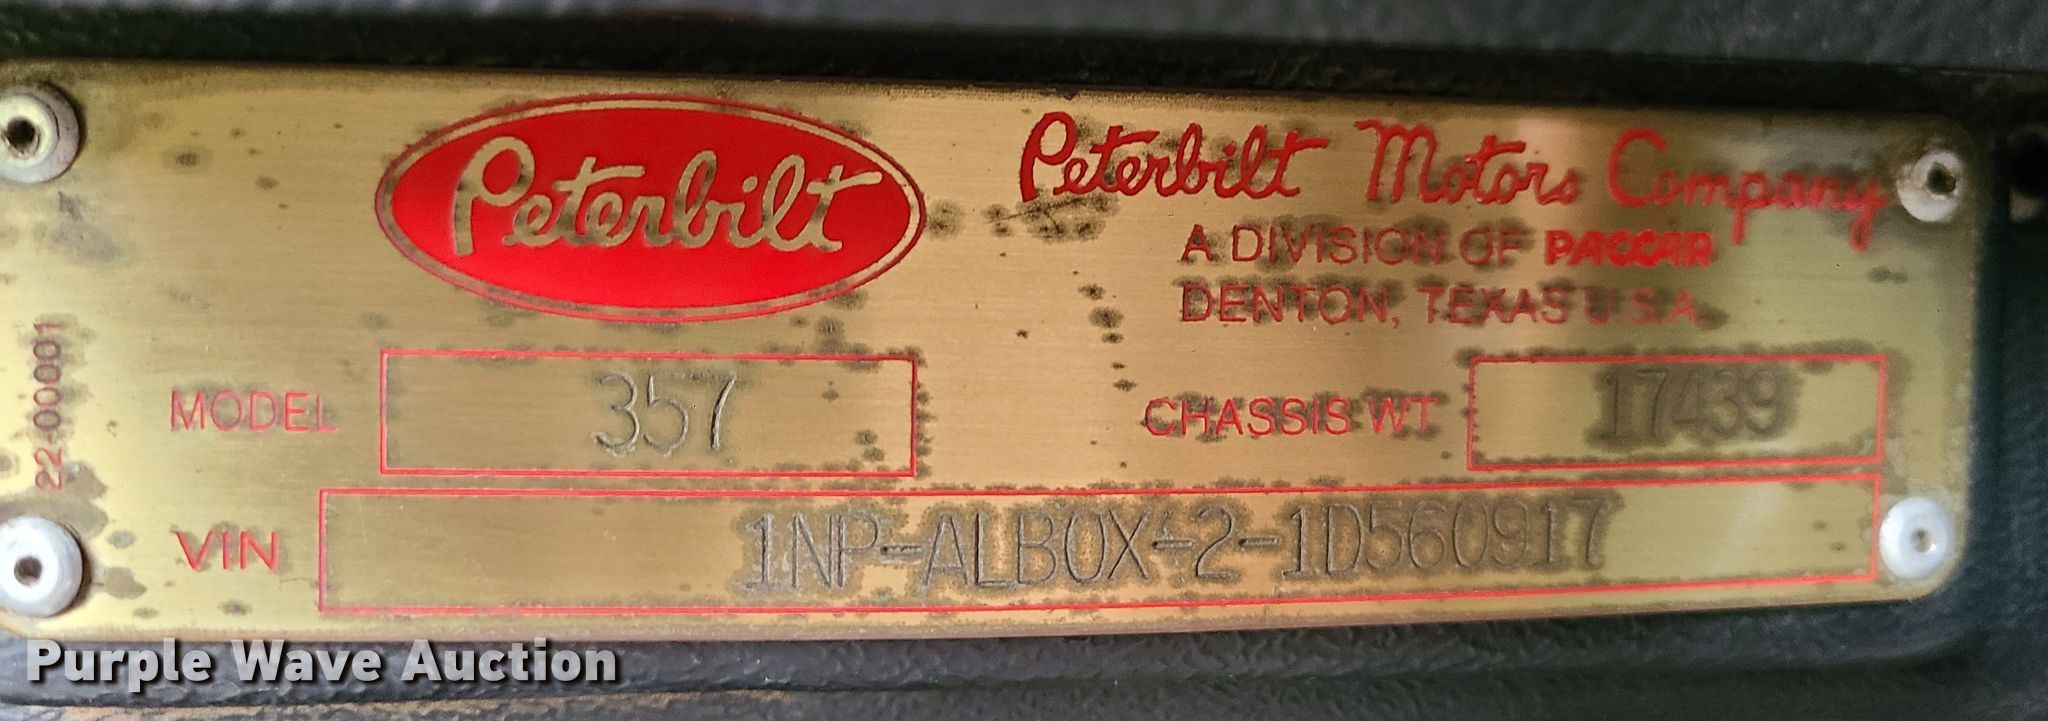 Peterbilt
Peterbilt Motors Company
A DIVISION OF PACCAR
DENTON, TEXAS U.S.A.
22-00001
MODEL 357
CHASSIS WT 17439
VIN 1NP-ALB0X-2-1D560917
Purple Wave Auction